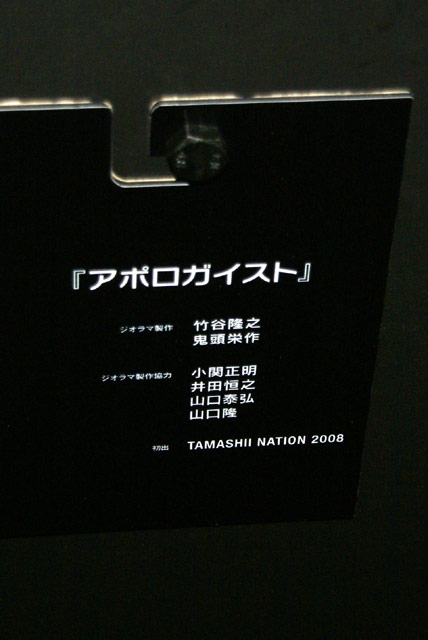 『アポロガイスト』
ジオラマ製作 竹谷隆之
鬼頭栄作
ジオラマ製作協力 小関正明
井田恒之
山口泰弘
山口隆
初出 TAMASHII NATION 2008